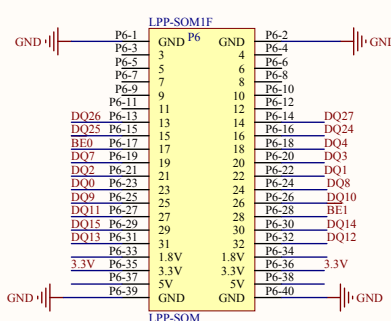 LPP-SOM1F
P6-1 GND P6 GND P6-2
GND GND
P6-3 3 4 P6-4
P6-5 5 6 P6-6
P6-7 7 8 P6-8
P6-9 9 10 P6-10
P6-11 11 12 P6-12
DQ26 P6-13 13 14 P6-14 DQ27
DQ25 P6-15 15 16 P6-16 DQ24
BE0 P6-17 17 18 P6-18 DQ4
DQ7 P6-19 19 20 P6-20 DQ3
DQ2 P6-21 21 22 P6-22 DQ1
DQ0 P6-23 23 24 P6-24 DQ8
DQ9 P6-25 25 26 P6-26 DQ10
DQ11 P6-27 27 28 P6-28 BE1
DQ15 P6-29 29 30 P6-30 DQ14
DQ13 P6-31 31 32 P6-32 DQ12
P6-33 1.8V 1.8V P6-34
3.3V P6-35 3.3V 3.3V P6-36 3.3V
P6-37 5V 5V P6-38
GND P6-39 GND GND P6-40 GND
LPP-SOM